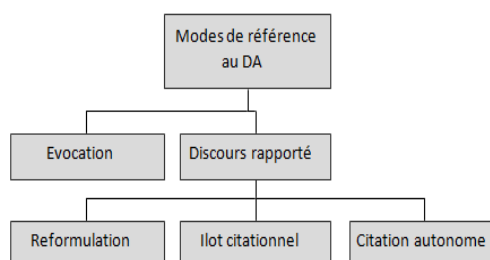 Modes de référence
au DA
Evocation
Discours rapporté
Reformulation
Ilot citationnel
Citation autonome